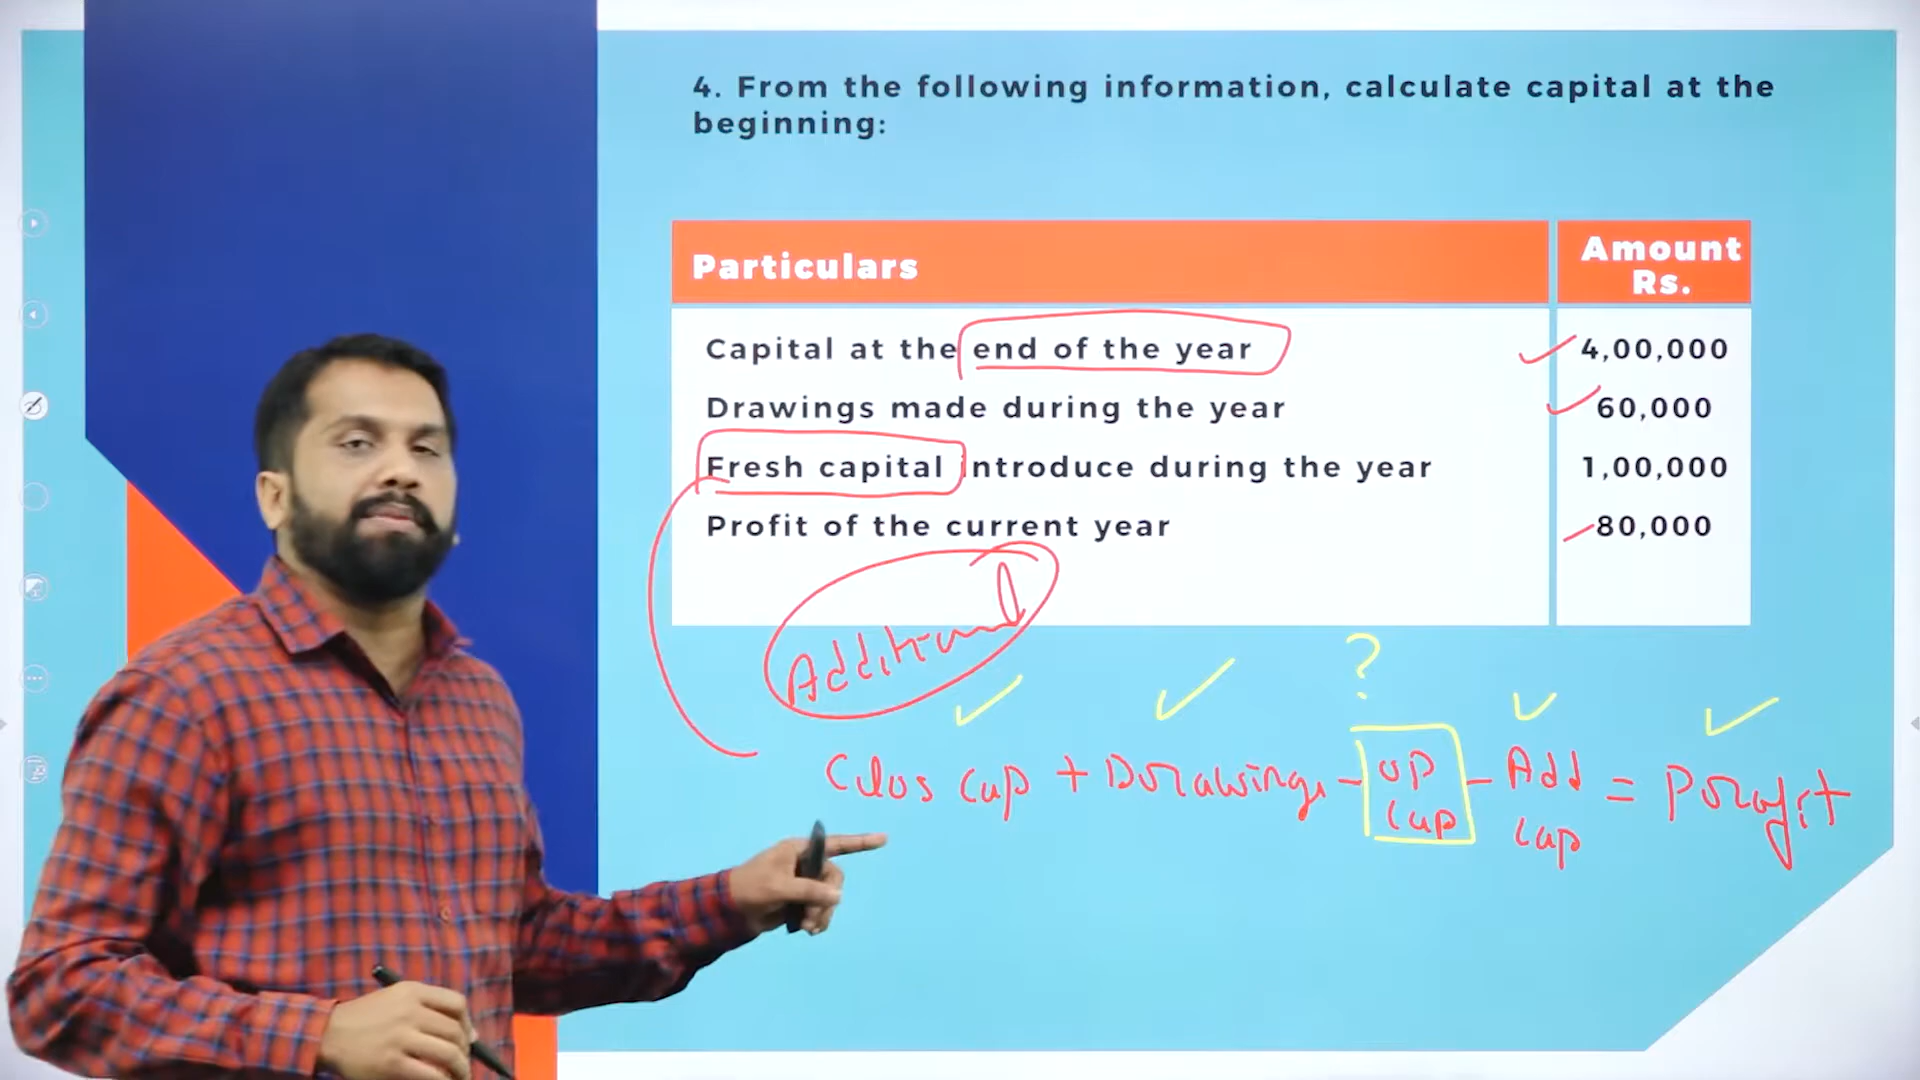 4. From the following information, calculate capital at the
beginning:
Particulars
Amount
Rs.
Capital at the end of the year 4,00,000
Drawings made during the year 60,000
Fresh capital introduce during the year 1,00,000
Profit of the current year 80,000
Additional
?
Clos Cap + Drawings - op cap - Add cap = Profit